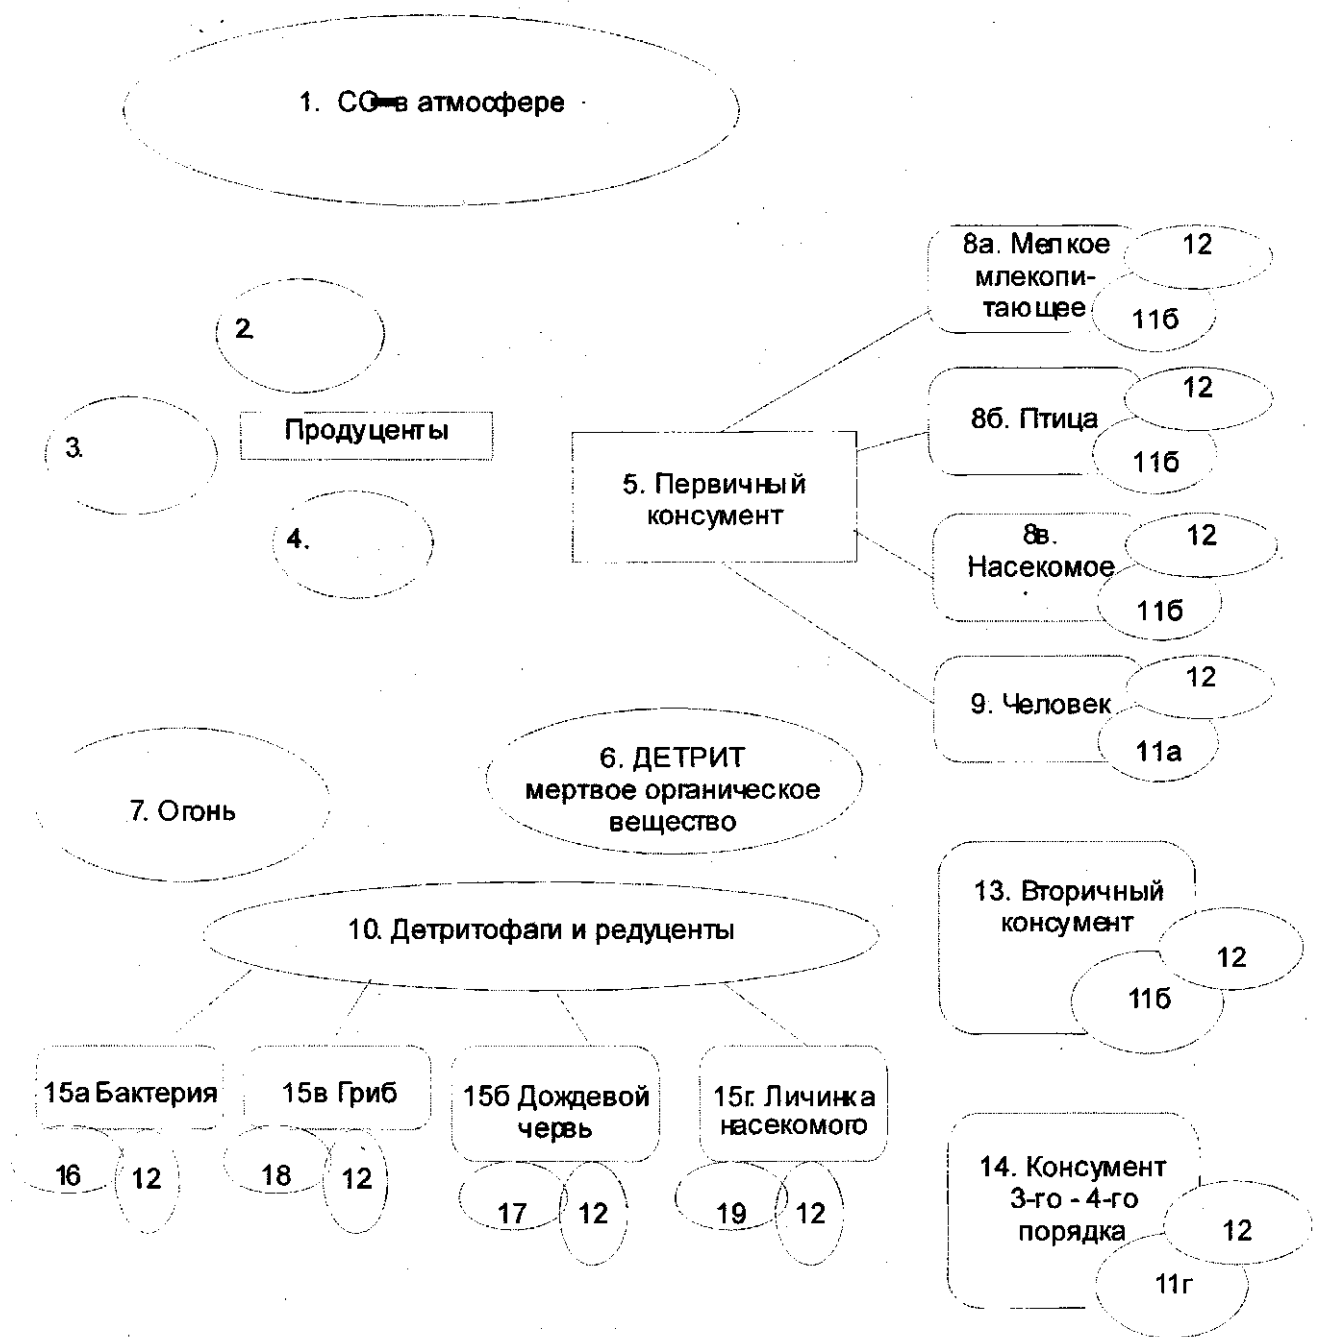 1. CO в атмосфере
2.
3.
Продуценты
4.
5. Первичный
консумент
8а. Мелкое
млекопи-
тающее
12
11б
8б. Птица
12
11б
8в.
Насекомое
12
11б
9. Человек
12
11а
6. ДЕТРИТ
мертвое органическое
вещество
7. Огонь
10. Детритофаги и редуценты
13. Вторичный
консумент
12
11б
15а Бактерия
16
12
15в Гриб
18
12
15б Дождевой
червь
17
12
15г. Личинка
насекомого
19
12
14. Консумент
3-го - 4-го
порядка
12
11г